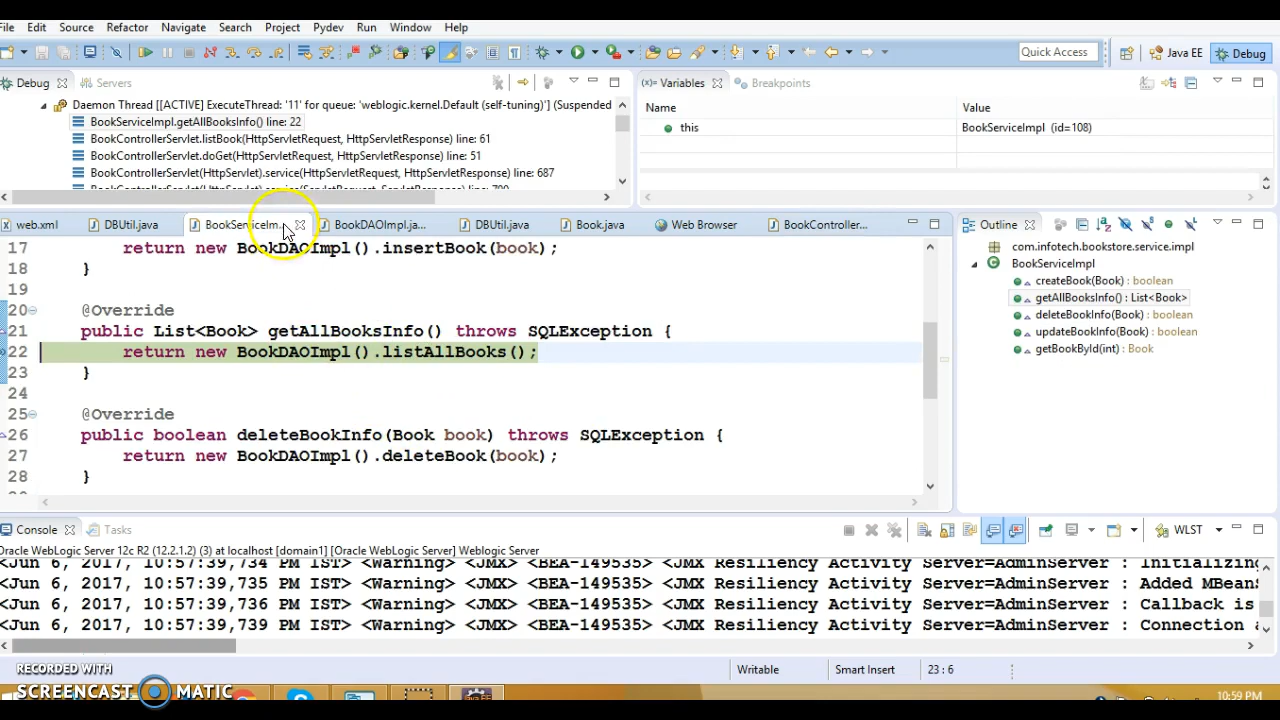 File Edit Source Refactor Navigate Search Project Pydev Run Window Help
Quick Access Java EE Debug
Debug Servers
Daemon Thread [[ACTIVE] ExecuteThread: '11' for queue: 'weblogic.kernel.Default (self-tuning)'] (Suspended
BookServiceImpl.getAllBooksInfo() line: 22
BookControllerServlet.listBook(HttpServletRequest, HttpServletResponse) line: 61
BookControllerServlet.doGet(HttpServletRequest, HttpServletResponse) line: 51
BookControllerServlet(HttpServlet).service(HttpServletRequest, HttpServletResponse) line: 687
(x)= Variables Breakpoints
Name Value
this BookServiceImpl (id=108)
web.xml DBUtil.java BookServiceIm... BookDAOImpl.ja... DBUtil.java Book.java Web Browser BookController...
17 return new BookDAOImpl().insertBook(book);
18 }
19
20 @Override
21 public List<Book> getAllBooksInfo() throws SQLException {
22 return new BookDAOImpl().listAllBooks();
23 }
24
25 @Override
26 public boolean deleteBookInfo(Book book) throws SQLException {
27 return new BookDAOImpl().deleteBook(book);
28 }
Outline
com.infotech.bookstore.service.impl
BookServiceImpl
createBook(Book) : boolean
getAllBooksInfo() : List<Book>
deleteBookInfo(Book) : boolean
updateBookInfo(Book) : boolean
getBookById(int) : Book
Console Tasks WLST
Oracle WebLogic Server 12c R2 (12.2.1.2) (3) at localhost [domain1] [Oracle WebLogic Server] Weblogic Server
<Jun 6, 2017, 10:57:39,734 PM IST> <Warning> <JMX> <BEA-149535> <JMX Resiliency Activity Server=AdminServer : Initializing
<Jun 6, 2017, 10:57:39,735 PM IST> <Warning> <JMX> <BEA-149535> <JMX Resiliency Activity Server=AdminServer : Added MBean
<Jun 6, 2017, 10:57:39,736 PM IST> <Warning> <JMX> <BEA-149535> <JMX Resiliency Activity Server=AdminServer : Callback is
<Jun 6, 2017, 10:57:39,739 PM IST> <Warning> <JMX> <BEA-149535> <JMX Resiliency Activity Server=AdminServer : Connection
Writable Smart Insert 23 : 6
RECORDED WITH
SCREENCAST MATIC
10:59 PM